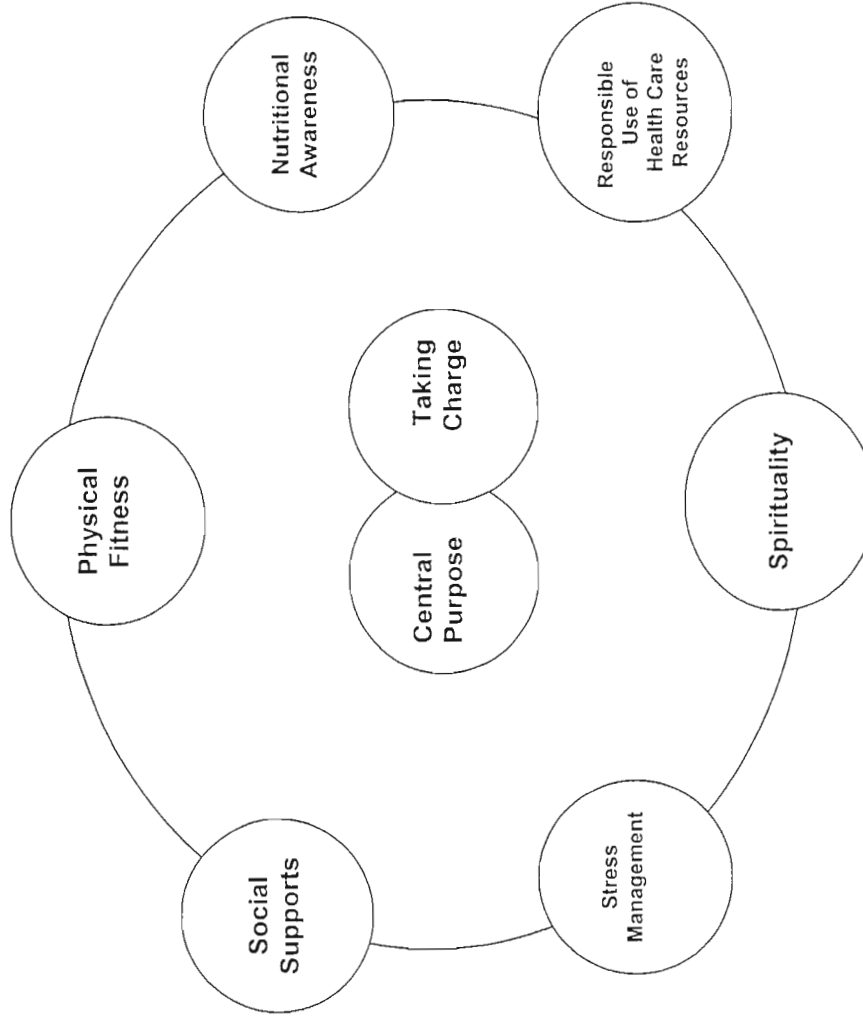 Physical
Fitness
Social
Supports
Nutritional
Awareness
Central
Purpose
Taking
Charge
Stress
Management
Responsible
Use of
Health Care
Resources
Spirituality